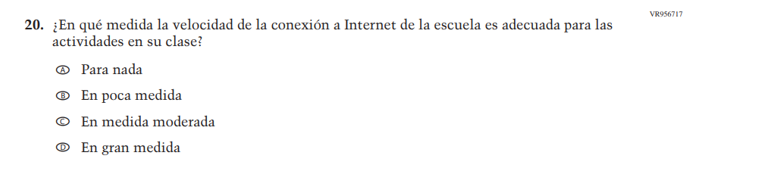 VR956717
20. ¿En qué medida la velocidad de la conexión a Internet de la escuela es adecuada para las
actividades en su clase?
Ⓐ Para nada
Ⓑ En poca medida
Ⓒ En medida moderada
Ⓓ En gran medida